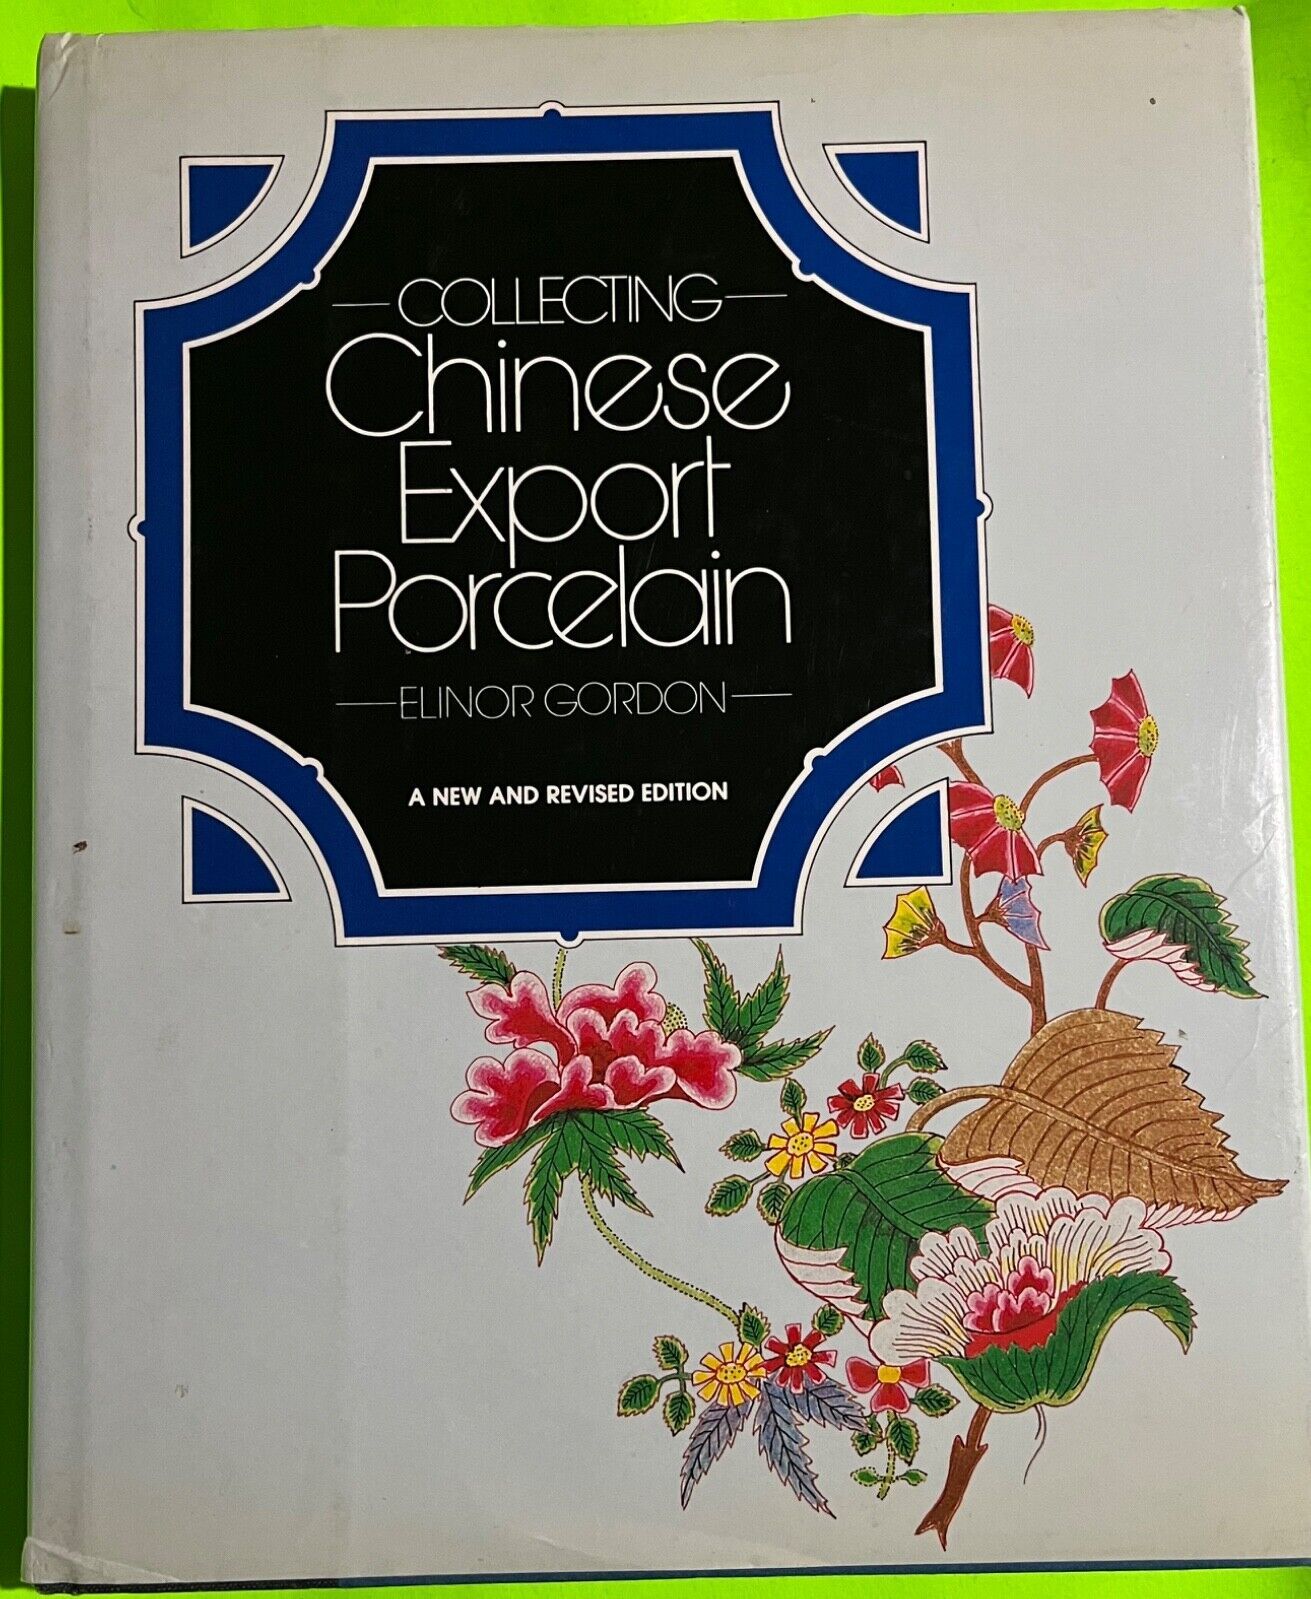 COLLECTING
Chinese
Export
Porcelain
ELINOR GORDON
A NEW AND REVISED EDITION